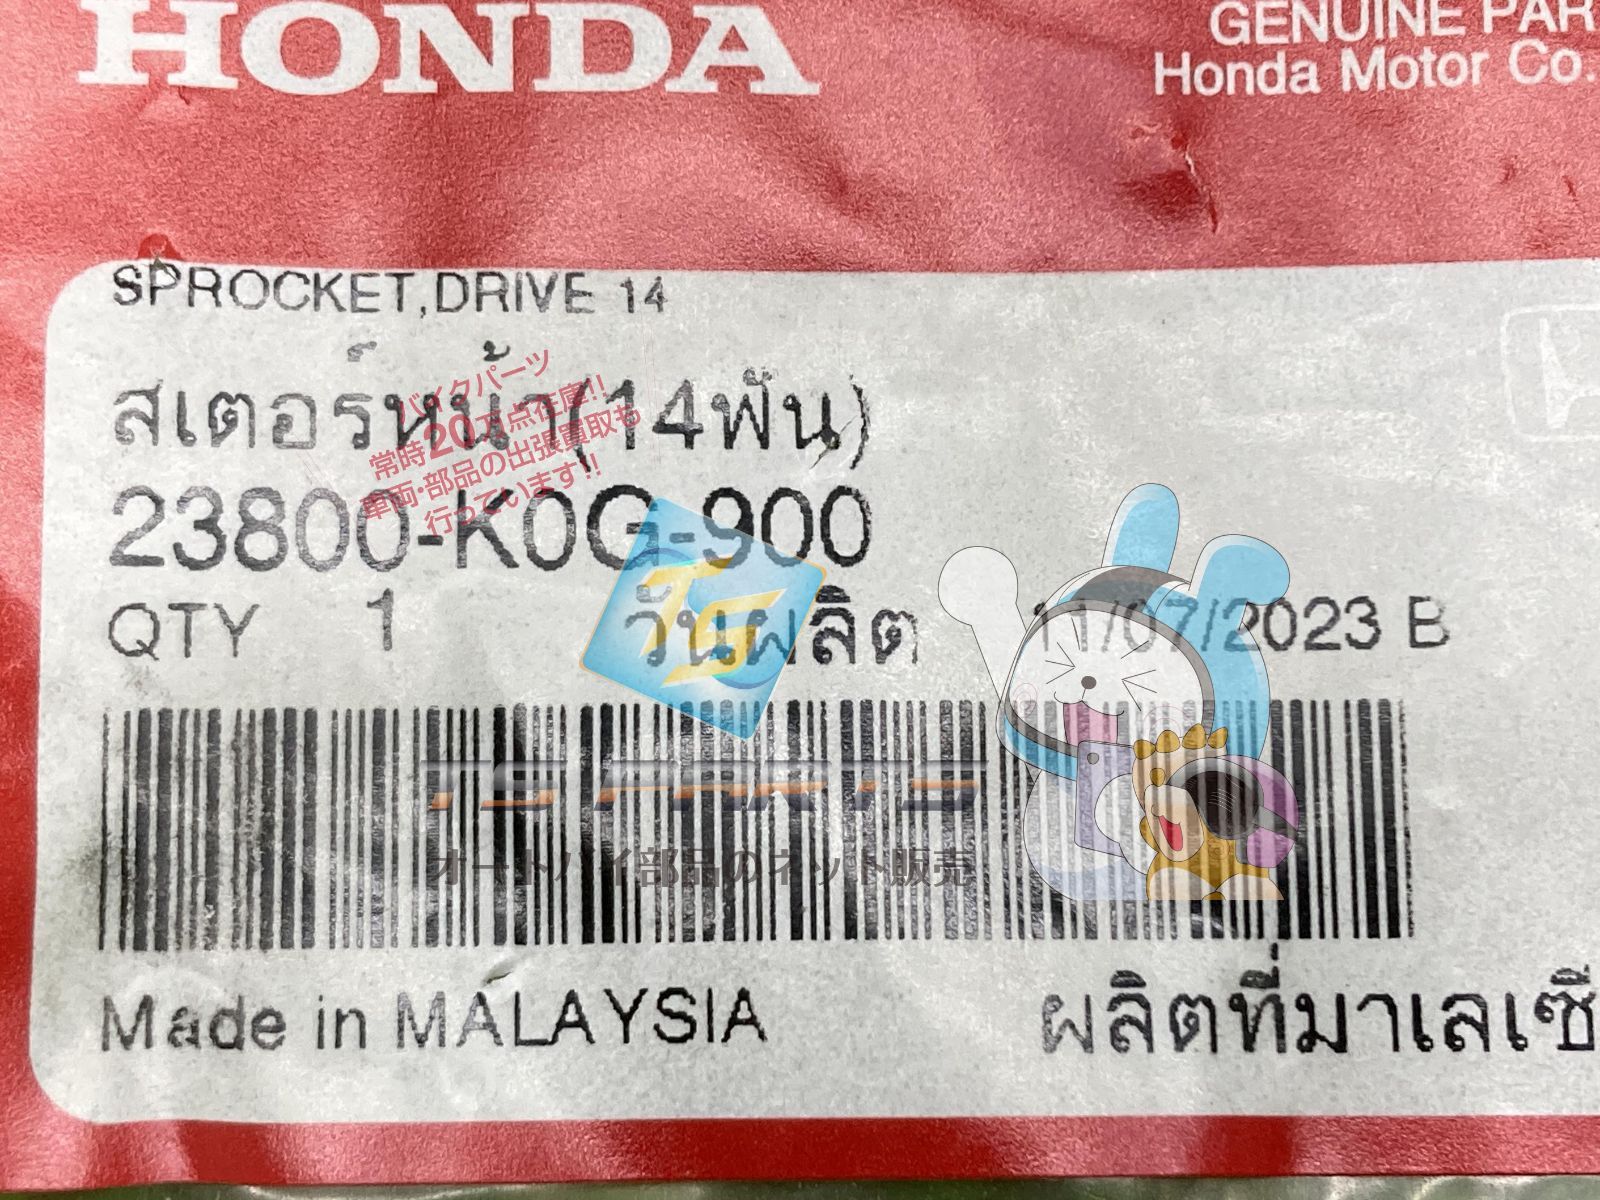 HONDA
GENUINE PAR
Honda Motor Co.
SPROCKET,DRIVE 14
สเตอร์หน้า(14ฟัน)
バイクパーツ
常時20万点在庫!!
車両・部品の出張買取も
行っています!!
23800-K0G-900
QTY 1 วันผลิต 11/07/2023 B
TS
TS PARTS
オートバイ部品のネット販売
Made in MALAYSIA ผลิตที่มาเลเซี